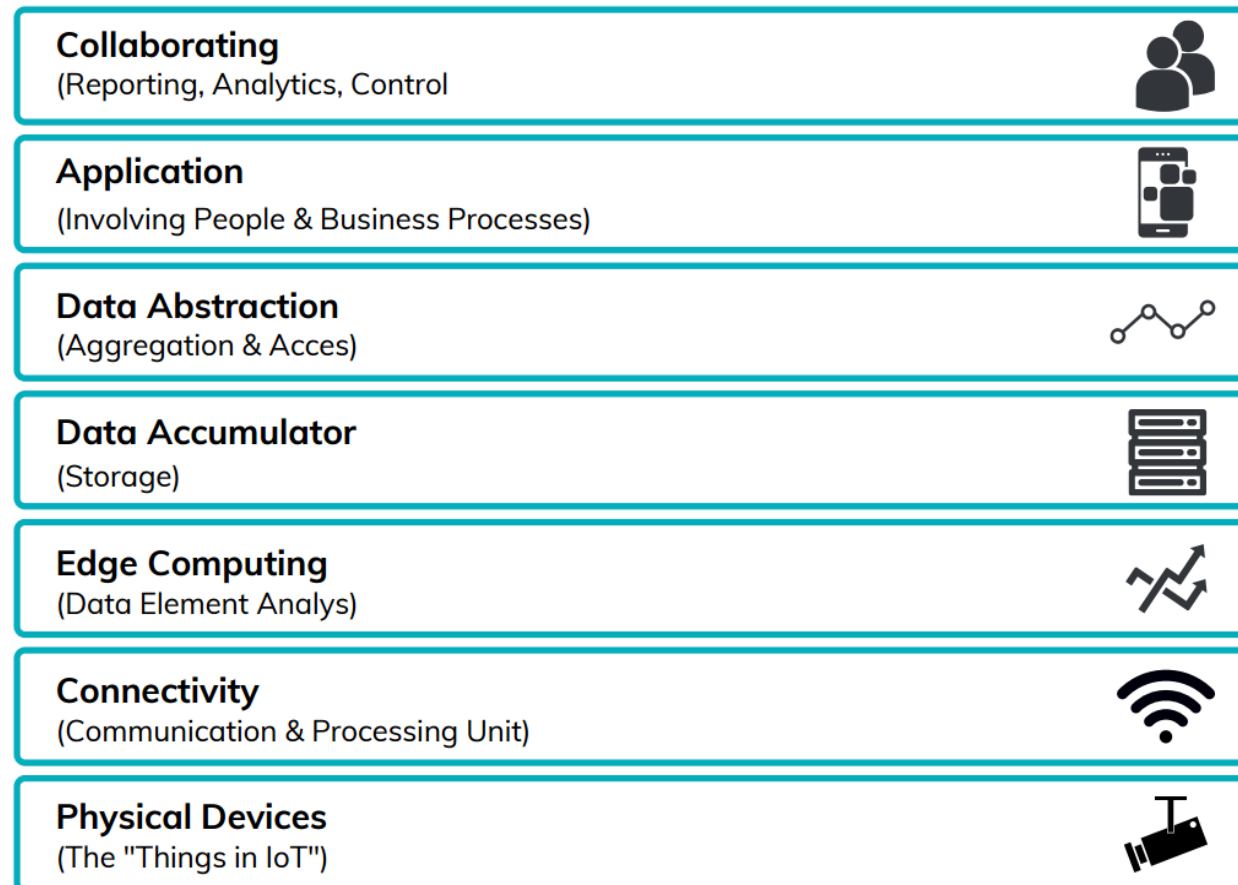 Collaborating
(Reporting, Analytics, Control
Application
(Involving People & Business Processes)
Data Abstraction
(Aggregation & Acces)
Data Accumulator
(Storage)
Edge Computing
(Data Element Analys)
Connectivity
(Communication & Processing Unit)
Physical Devices
(The "Things in IoT")